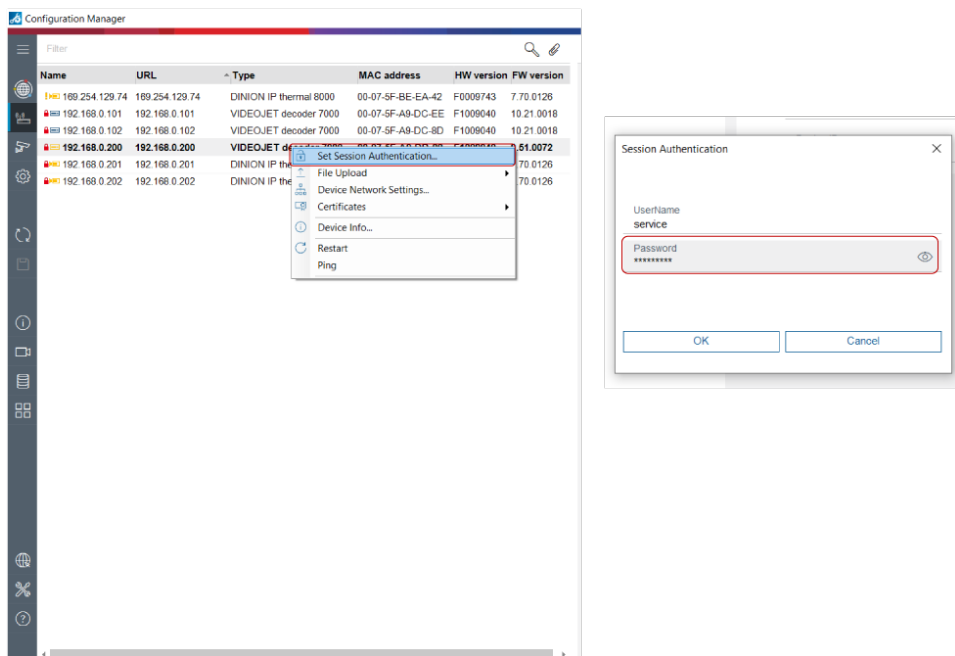 Configuration Manager
Filter
Name URL Type MAC address HW version FW version
169.254.129.74 169.254.129.74 DINION IP thermal 8000 00-07-5F-BE-EA-42 F0009743 7.70.0126
192.168.0.101 192.168.0.101 VIDEOJET decoder 7000 00-07-5F-A9-DC-EE F1009040 10.21.0018
192.168.0.102 192.168.0.102 VIDEOJET decoder 7000 00-07-5F-A9-DC-8D F1009040 10.21.0018
192.168.0.200 192.168.0.200 VIDEOJET .51.0072
192.168.0.201 192.168.0.201 DINION IP the .70.0126
192.168.0.202 192.168.0.202 DINION IP the .70.0126
Set Session Authentication...
File Upload
Device Network Settings...
Certificates
Device Info...
Restart
Ping
Session Authentication
UserName
service
Password
*********
OK Cancel